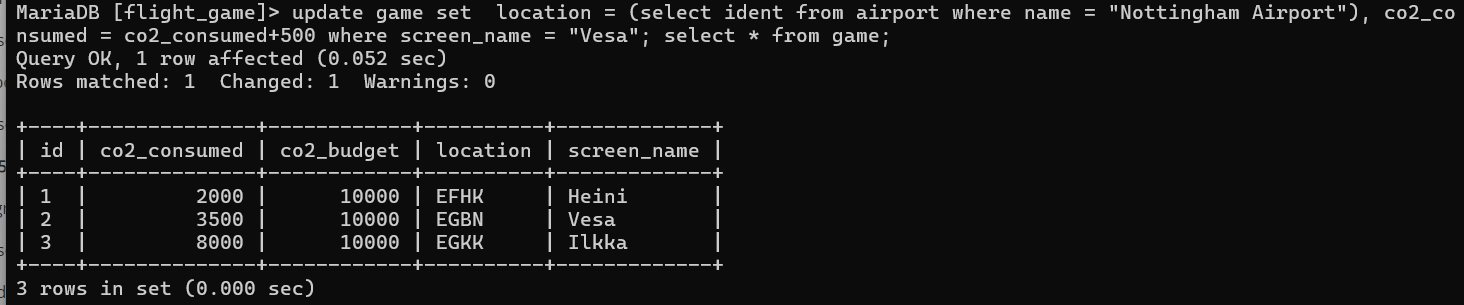 MariaDB [flight_game]> update game set  location = (select ident from airport where name = "Nottingham Airport"), co2_co
nsumed = co2_consumed+500 where screen_name = "Vesa"; select * from game;
Query OK, 1 row affected (0.052 sec)
Rows matched: 1  Changed: 1  Warnings: 0

+----+--------------+------------+----------+-------------+
| id | co2_consumed | co2_budget | location | screen_name |
+----+--------------+------------+----------+-------------+
| 1  |         2000 |      10000 | EFHK     | Heini       |
| 2  |         3500 |      10000 | EGBN     | Vesa        |
| 3  |         8000 |      10000 | EGKK     | Ilkka       |
+----+--------------+------------+----------+-------------+
3 rows in set (0.000 sec)